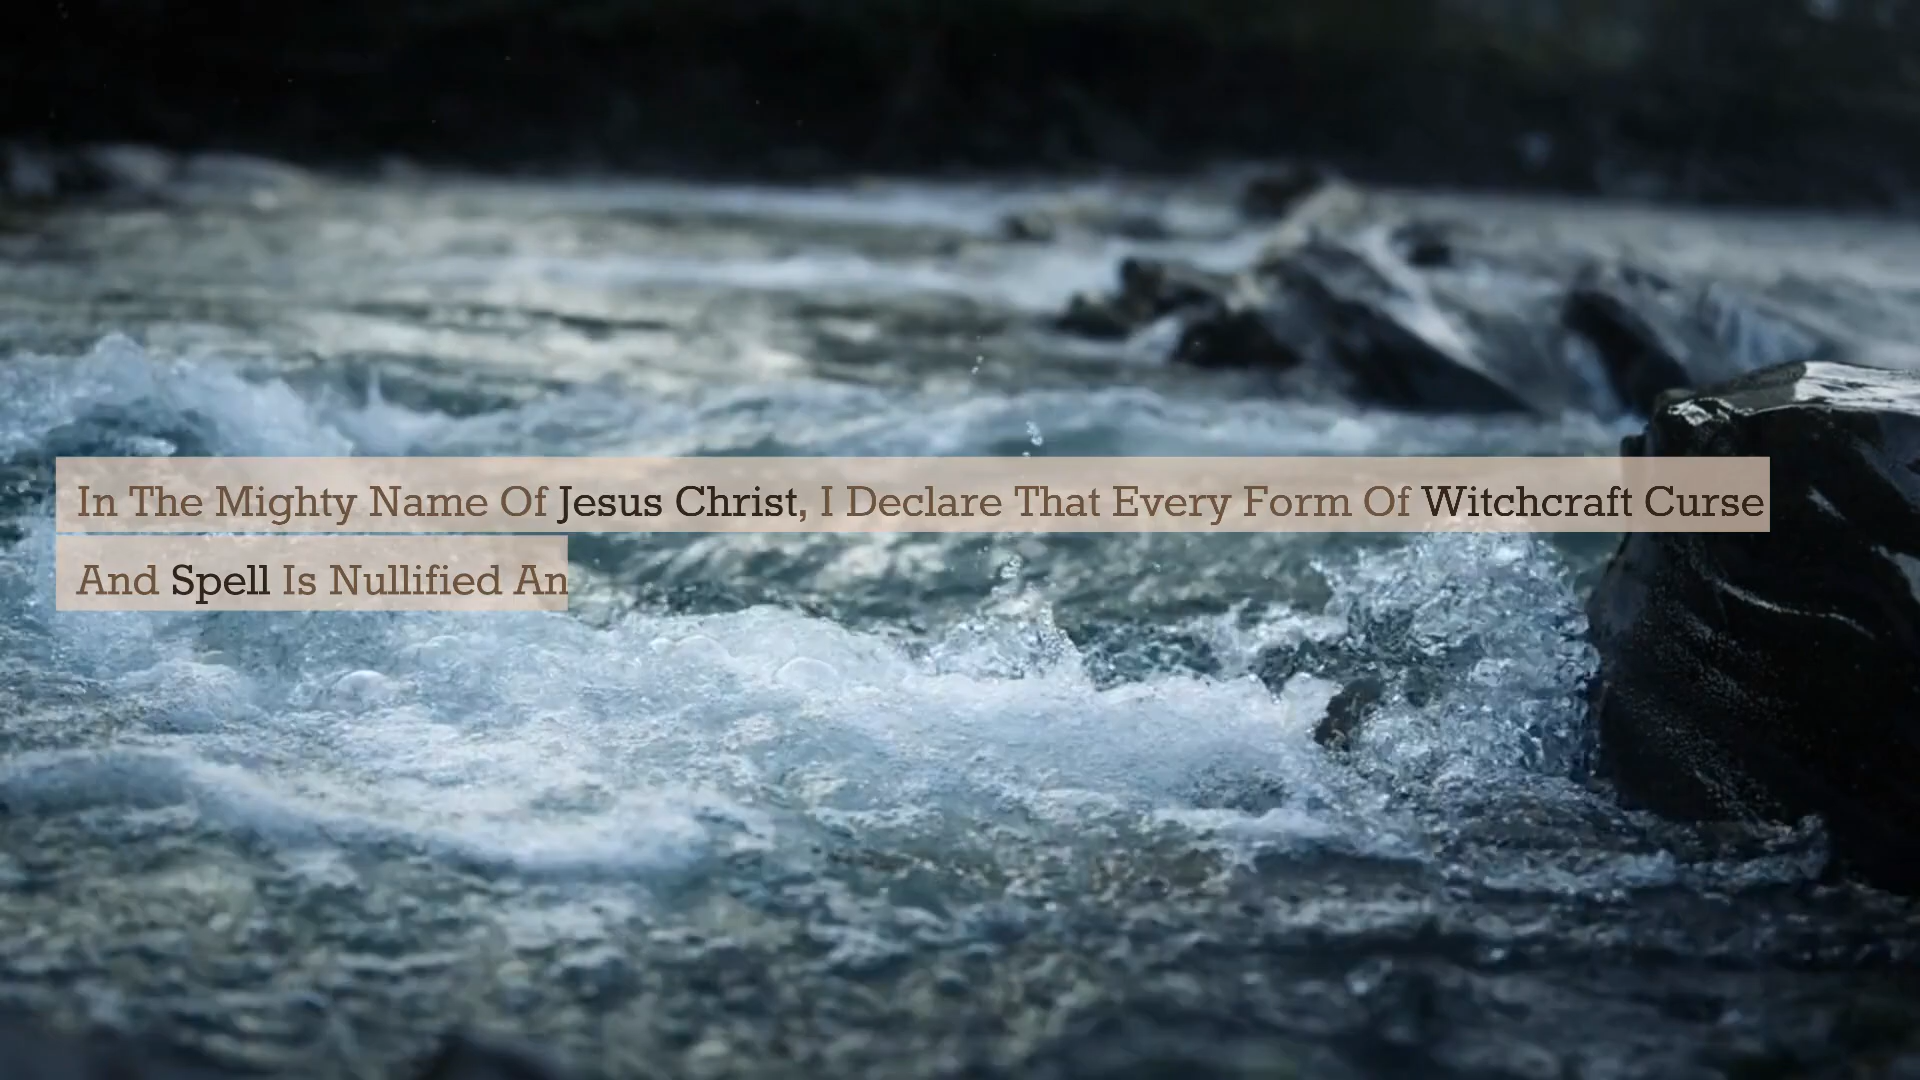 In The Mighty Name Of Jesus Christ, I Declare That Every Form Of Witchcraft Curse
And Spell Is Nullified An